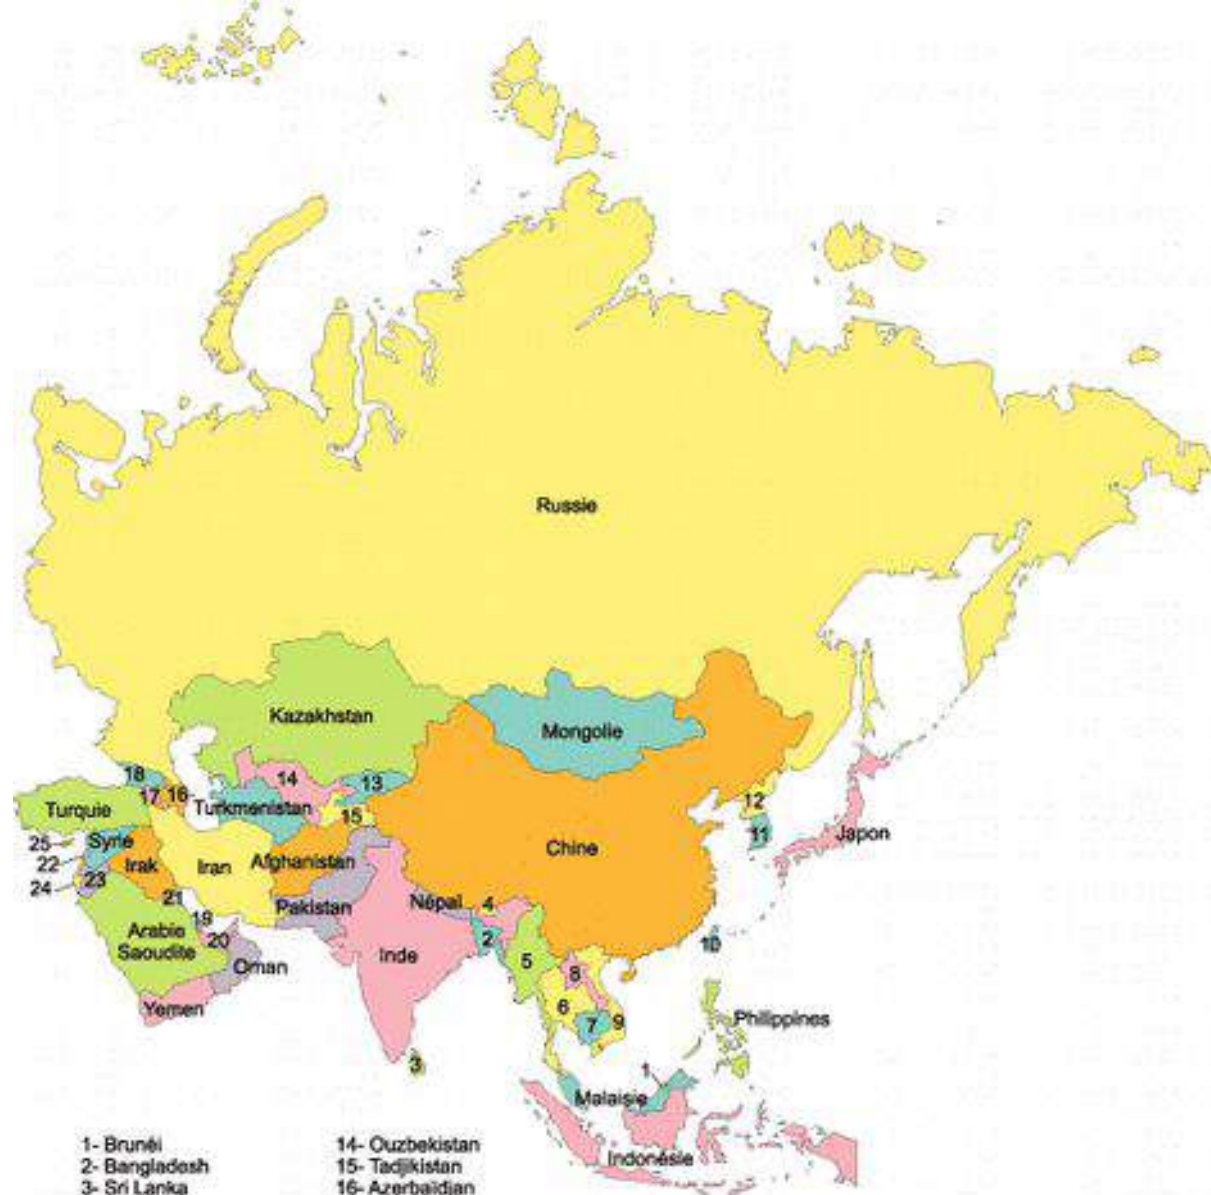 Russie
Kazakhstan
Mongolie
18
14
13
17
16
Turkmenistan
12
Turquie
15
11
Japon
25
Syrie
22
Irak
Iran
Afghanistan
Chine
24
23
21
Pakistan
Népal
4
19
20
Arabie
Saoudite
2
10
Oman
Inde
5
8
Yemen
6
7
9
Philippines
3
1
Malaisie
Indonésie
1- Brunéi
2- Bangladesh
3- Sri Lanka
14- Ouzbekistan
15- Tadjikistan
16- Azerbaïdjan